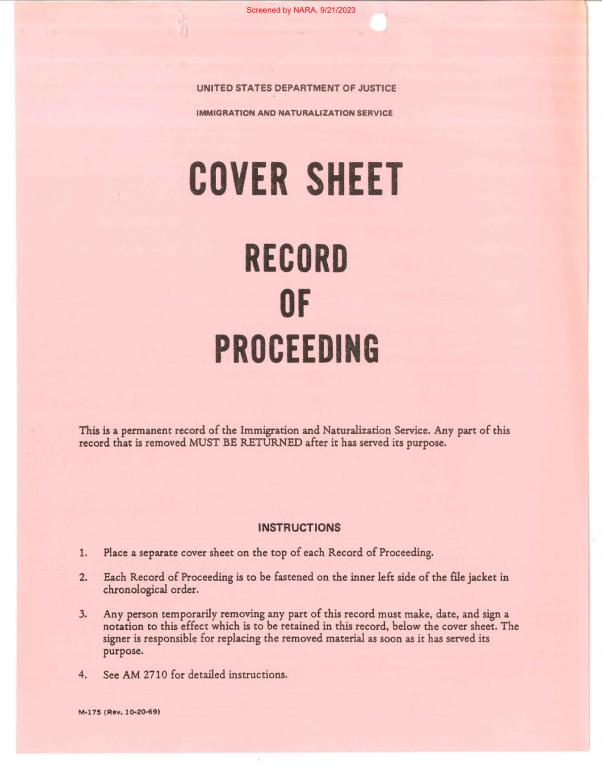 Screened by NARA, 9/21/2023
UNITED STATES DEPARTMENT OF JUSTICE
IMMIGRATION AND NATURALIZATION SERVICE
COVER SHEET
RECORD
OF
PROCEEDING
This is a permanent record of the Immigration and Naturalization Service. Any part of this
record that is removed MUST BE RETURNED after it has served its purpose.
INSTRUCTIONS
1. Place a separate cover sheet on the top of each Record of Proceeding.
2. Each Record of Proceeding is to be fastened on the inner left side of the file jacket in
chronological order.
3. Any person temporarily removing any part of this record must make, date, and sign a
notation to this effect which is to be retained in this record, below the cover sheet. The
signer is responsible for replacing the removed material as soon as it has served its
purpose.
4. See AM 2710 for detailed instructions.
M-175 (Rev. 10-20-69)